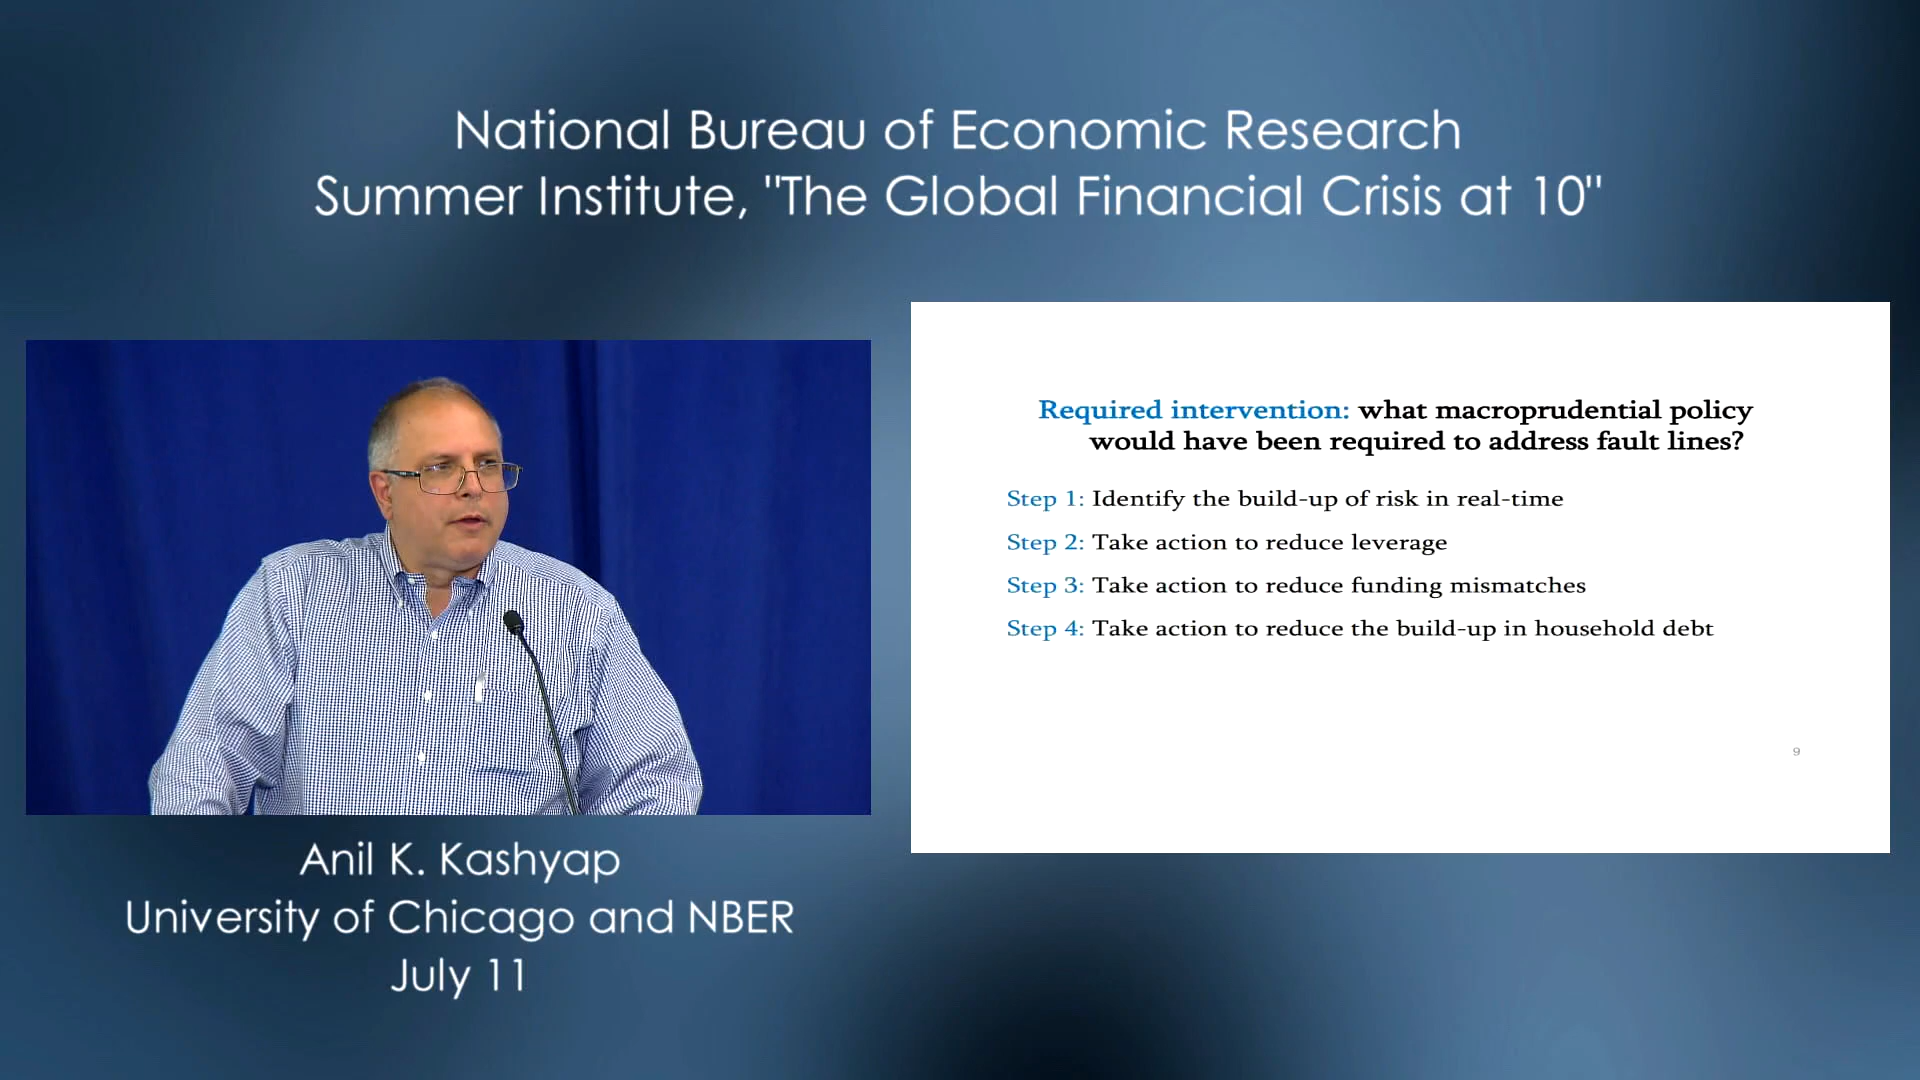 National Bureau of Economic Research
Summer Institute, "The Global Financial Crisis at 10"
Required intervention: what macroprudential policy
would have been required to address fault lines?
Step 1: Identify the build-up of risk in real-time
Step 2: Take action to reduce leverage
Step 3: Take action to reduce funding mismatches
Step 4: Take action to reduce the build-up in household debt
9
Anil K. Kashyap
University of Chicago and NBER
July 11